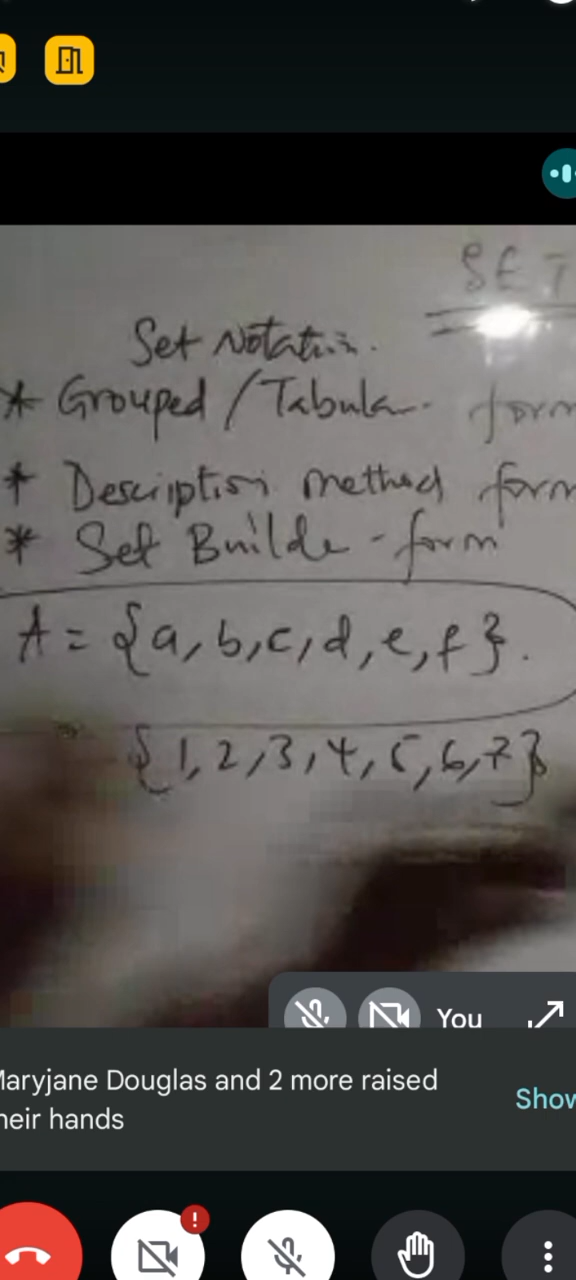 SET
Set Notation.
* Grouped / Tabular form
* Description method form
* Set Builde - form
A = {a, b, c, d, e, f}.
{1, 2, 3, 4, 5, 6, 7}
You
Maryjane Douglas and 2 more raised
their hands
Show